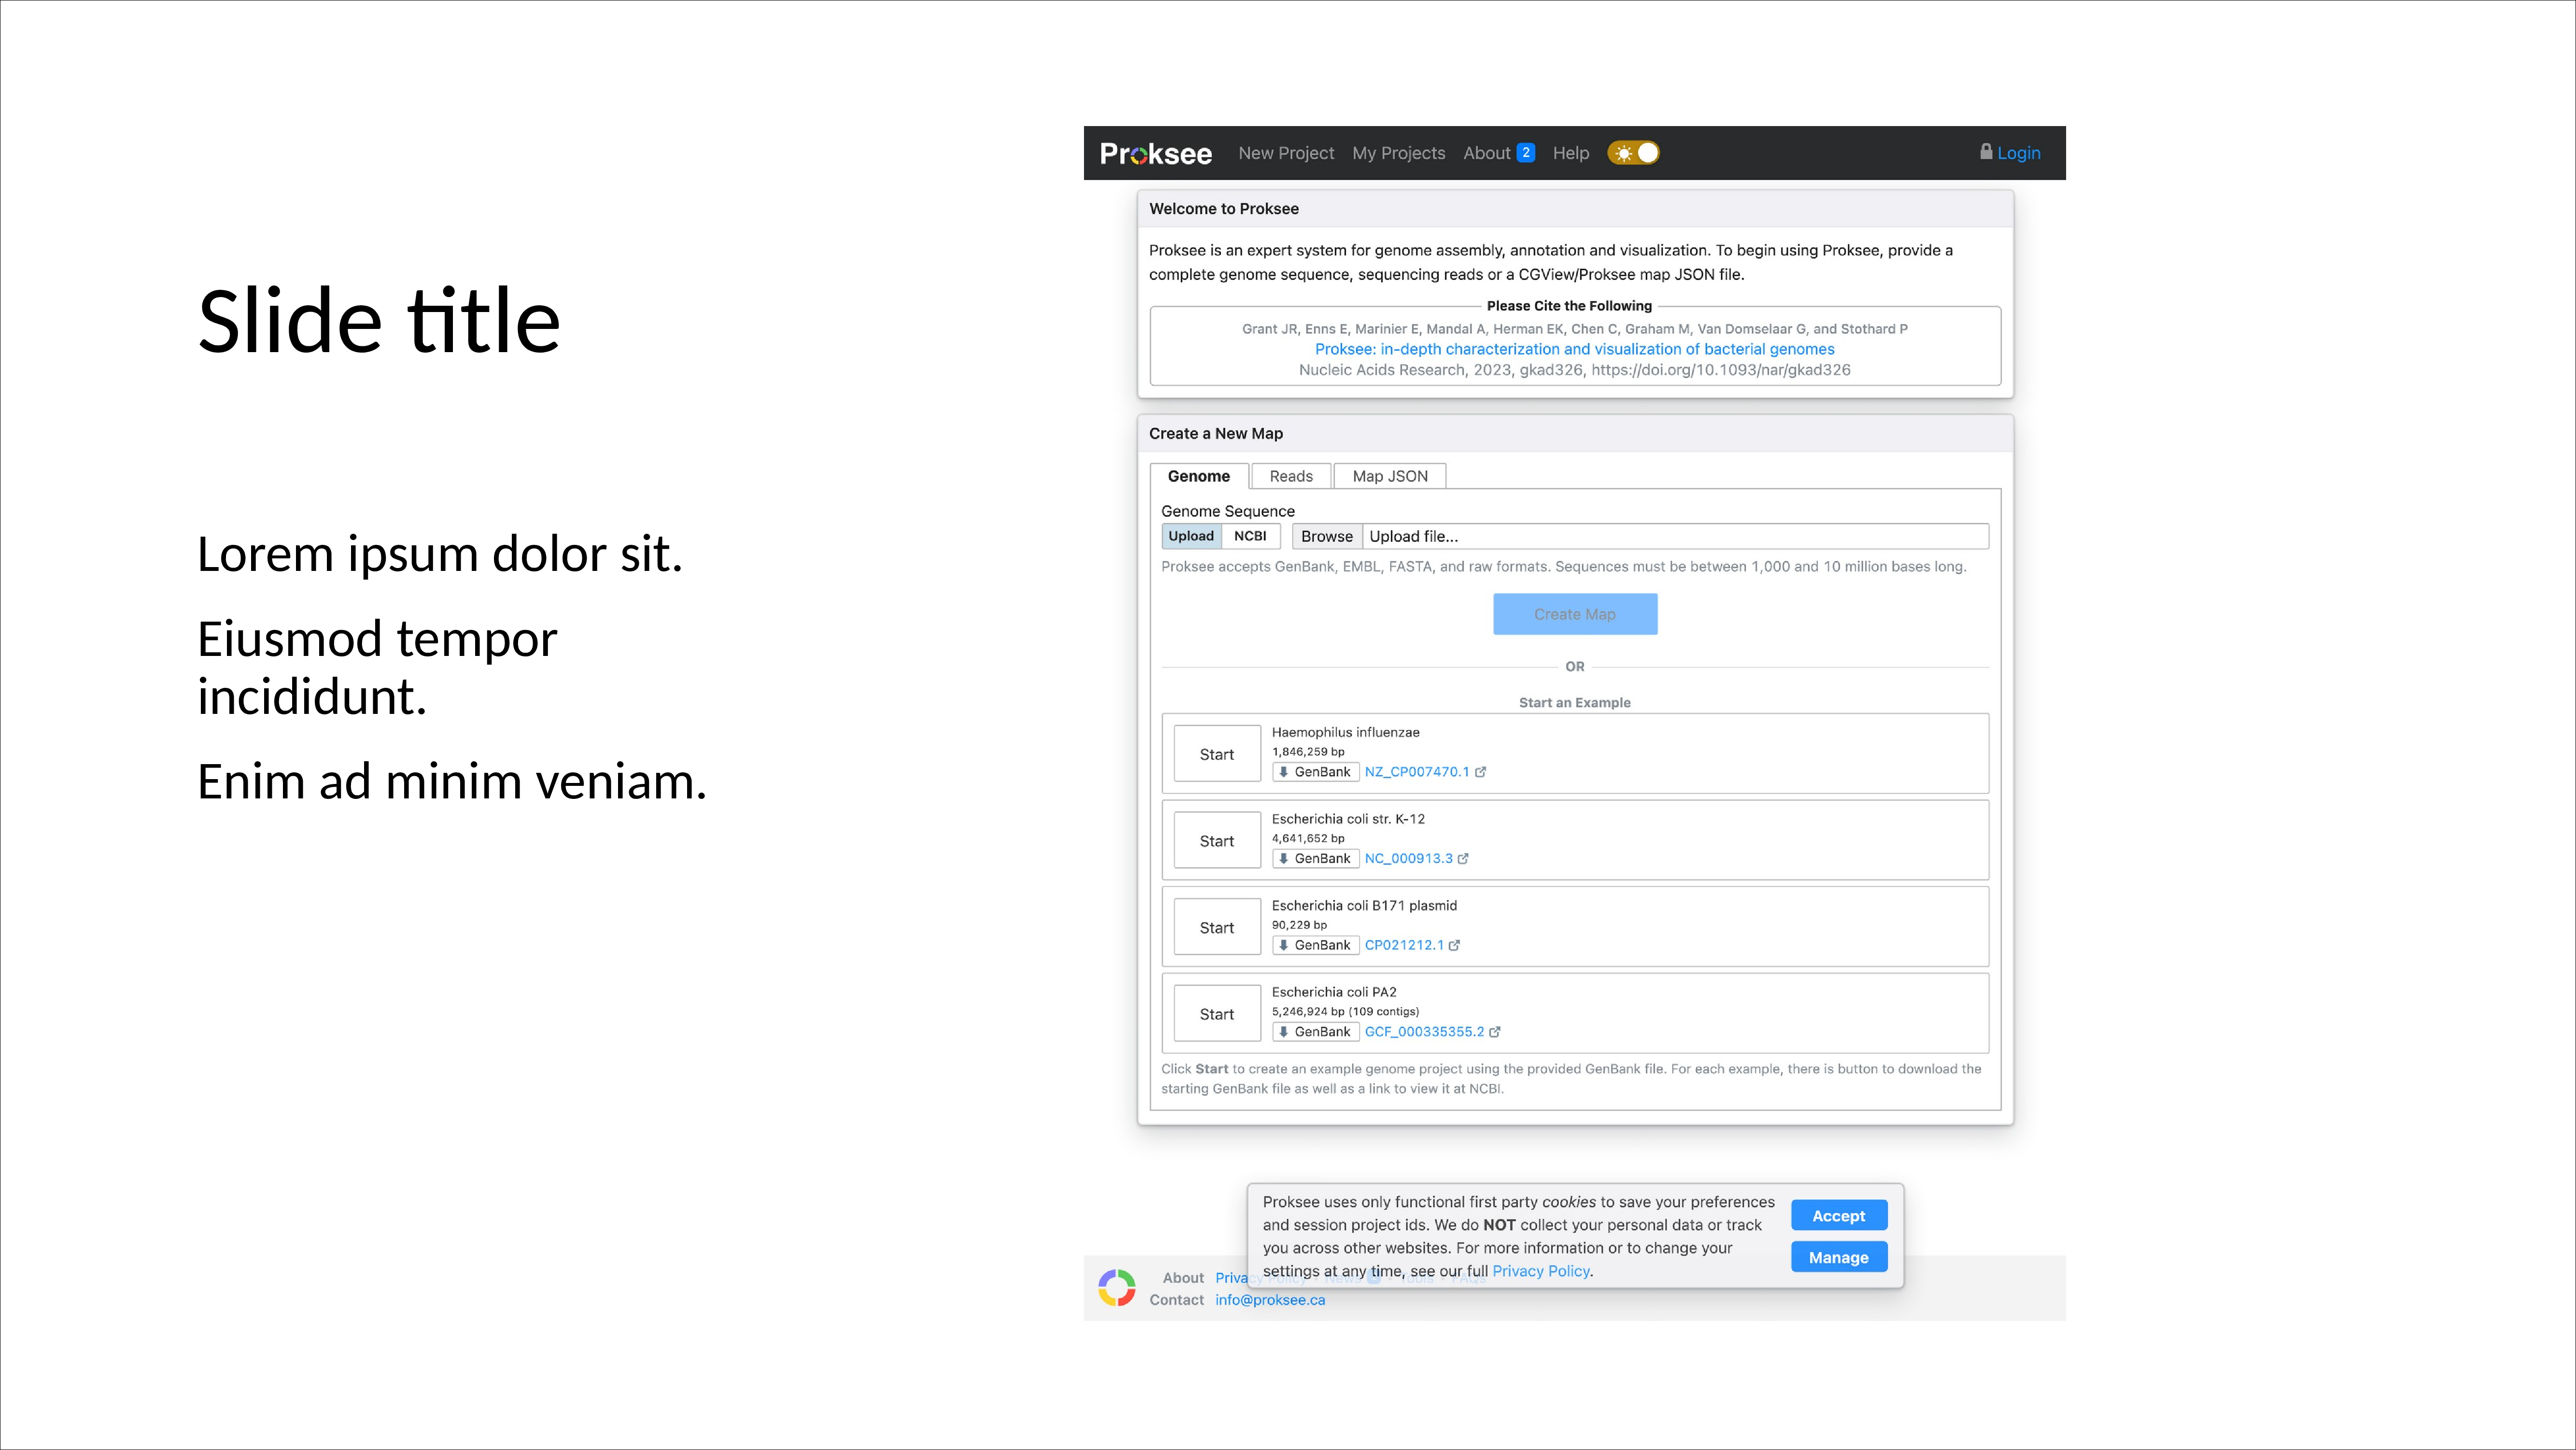 Slide title
Lorem ipsum dolor sit.
Eiusmod tempor
incididunt.
Enim ad minim veniam.
Proksee New Project My Projects About 2 Help Login
Welcome to Proksee
Proksee is an expert system for genome assembly, annotation and visualization. To begin using Proksee, provide a
complete genome sequence, sequencing reads or a CGView/Proksee map JSON file.
Please Cite the Following
Grant JR, Enns E, Marinier E, Mandal A, Herman EK, Chen C, Graham M, Van Domselaar G, and Stothard P
Proksee: in-depth characterization and visualization of bacterial genomes
Nucleic Acids Research, 2023, gkad326, https://doi.org/10.1093/nar/gkad326
Create a New Map
Genome Reads Map JSON
Genome Sequence
Upload NCBI Browse Upload file...
Proksee accepts GenBank, EMBL, FASTA, and raw formats. Sequences must be between 1,000 and 10 million bases long.
Create Map
OR
Start an Example
Start
Haemophilus influenzae
1,846,259 bp
GenBank NZ_CP007470.1
Start
Escherichia coli str. K-12
4,641,652 bp
GenBank NC_000913.3
Start
Escherichia coli B171 plasmid
90,229 bp
GenBank CP021212.1
Start
Escherichia coli PA2
5,246,924 bp (109 contigs)
GenBank GCF_000335355.2
Click Start to create an example genome project using the provided GenBank file. For each example, there is button to download the
starting GenBank file as well as a link to view it at NCBI.
Proksee uses only functional first party cookies to save your preferences
and session project ids. We do NOT collect your personal data or track
you across other websites. For more information or to change your
settings at any time, see our full Privacy Policy.
Accept
Manage
About Privacy Policy News Tools FAQs
Contact info@proksee.ca